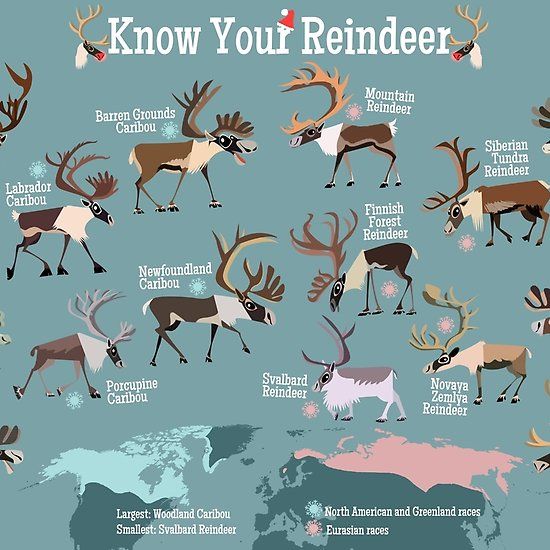 Know Your Reindeer
Barren Grounds
Caribou
Mountain
Reindeer
Siberian
Tundra
Reindeer
Labrador
Caribou
Finnish
Forest
Reindeer
Newfoundland
Caribou
Porcupine
Caribou
Svalbard
Reindeer
Novaya
Zemlya
Reindeer
Largest: Woodland Caribou
Smallest: Svalbard Reindeer
North American and Greenland races
Eurasian races